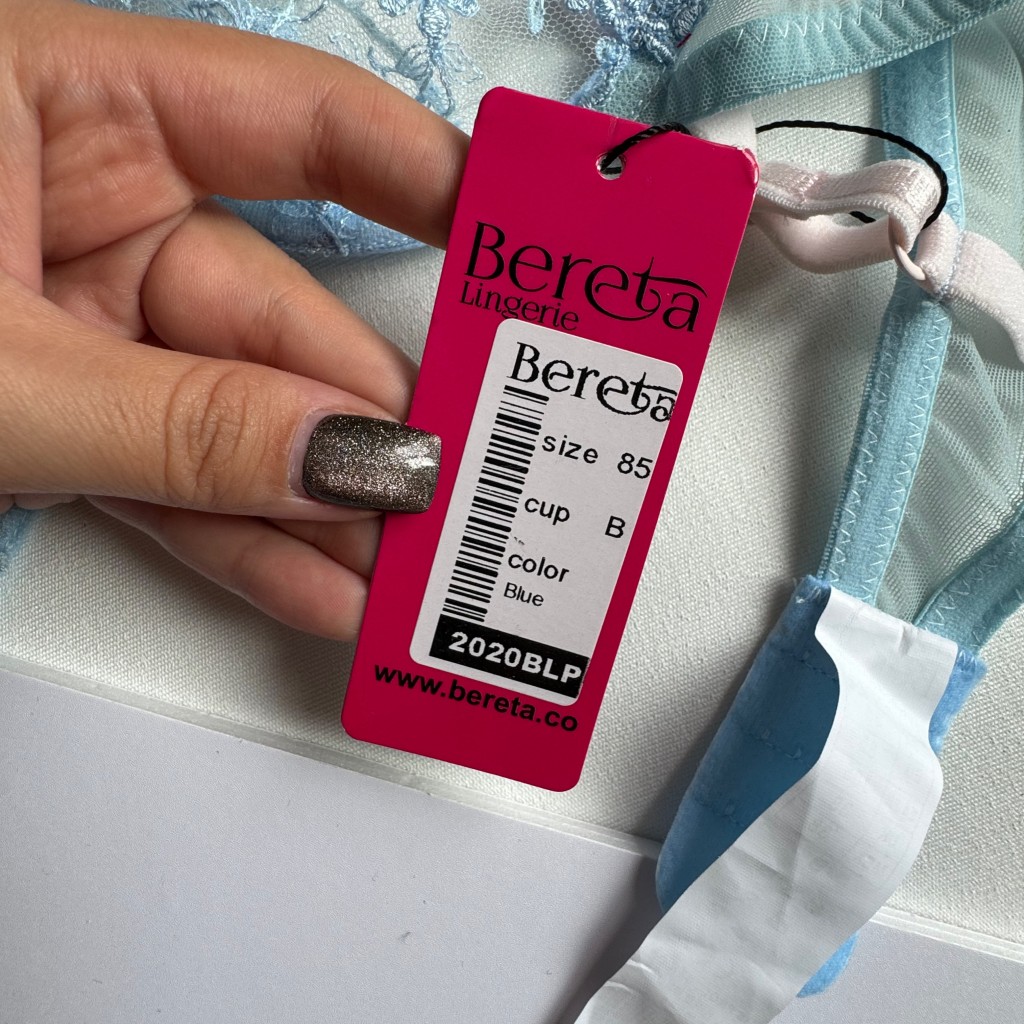 Bereta
Lingerie
Bereta
size 85
cup B
color
Blue
2020BLP
www.bereta.co